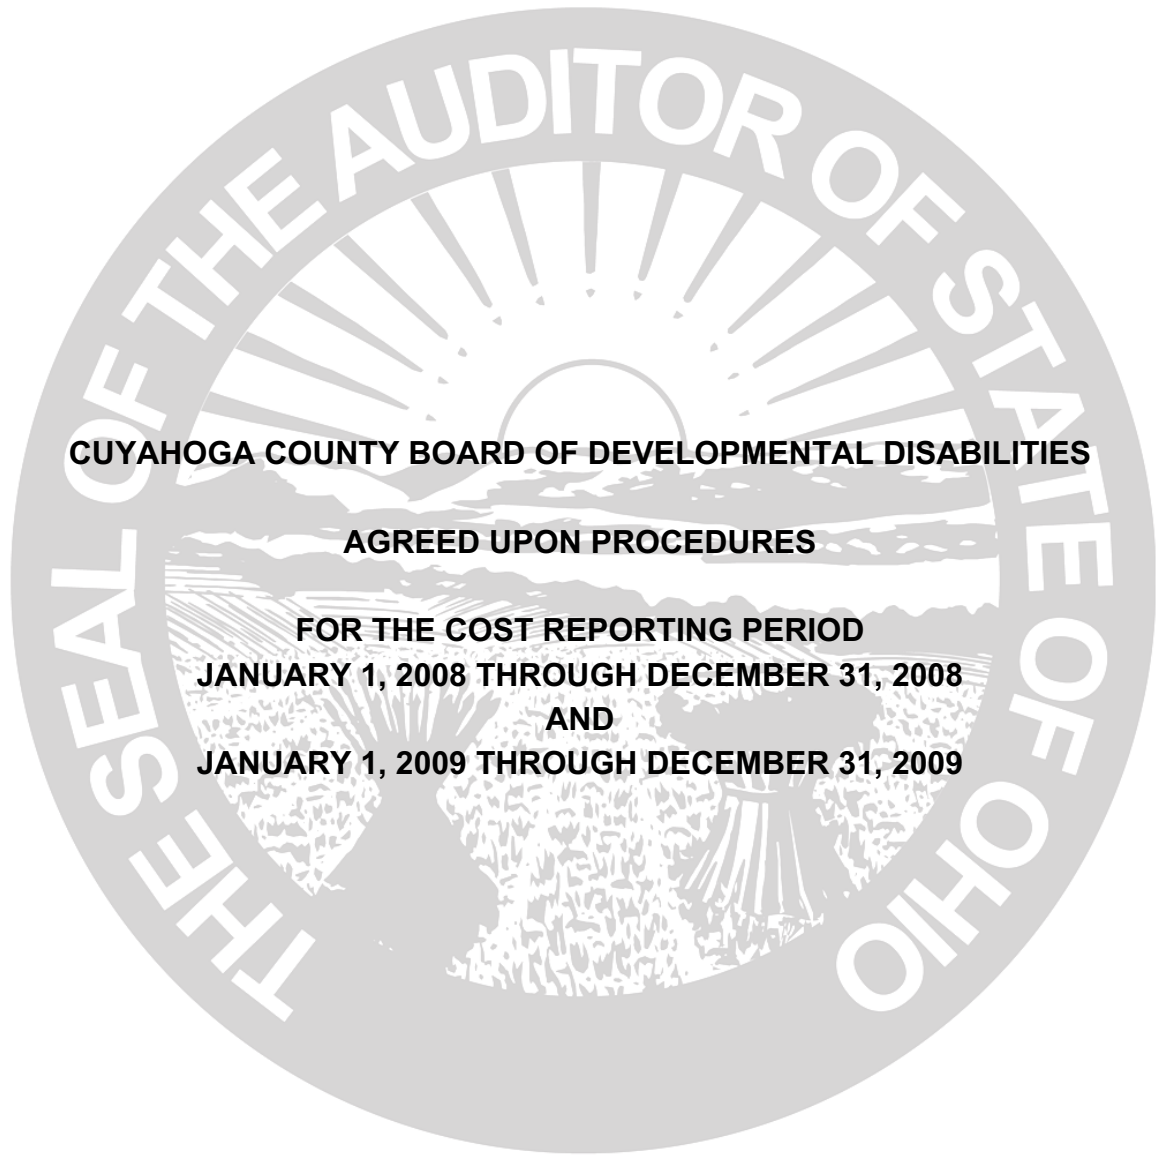 THE SEAL OF THE AUDITOR OF STATE OF OHIO
CUYAHOGA COUNTY BOARD OF DEVELOPMENTAL DISABILITIES
AGREED UPON PROCEDURES
FOR THE COST REPORTING PERIOD
JANUARY 1, 2008 THROUGH DECEMBER 31, 2008
AND
JANUARY 1, 2009 THROUGH DECEMBER 31, 2009